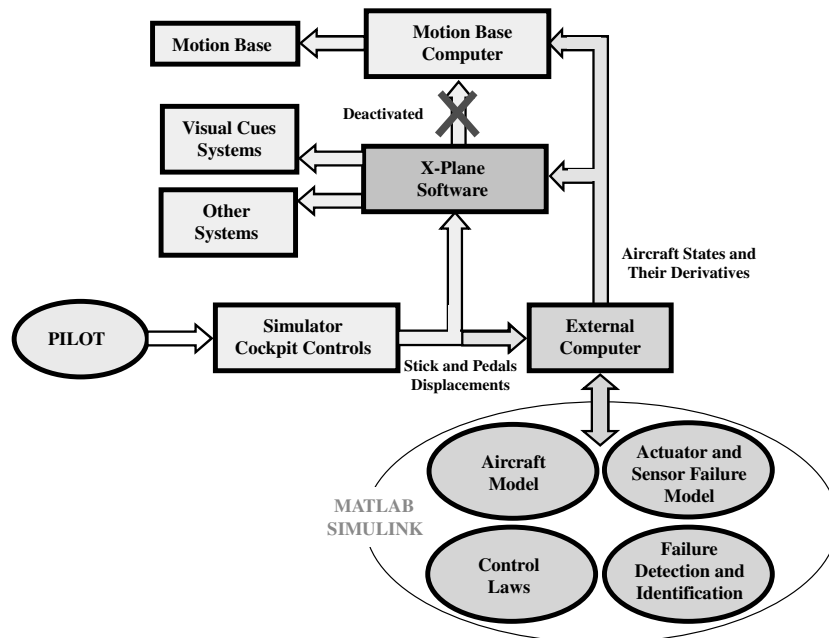 Motion Base
Motion Base
Computer
Deactivated
Visual Cues
Systems
X-Plane
Software
Other
Systems
Aircraft States and
Their Derivatives
PILOT
Simulator
Cockpit Controls
External
Computer
Stick and Pedals
Displacements
Aircraft
Model
Actuator and
Sensor Failure
Model
MATLAB
SIMULINK
Control
Laws
Failure
Detection and
Identification